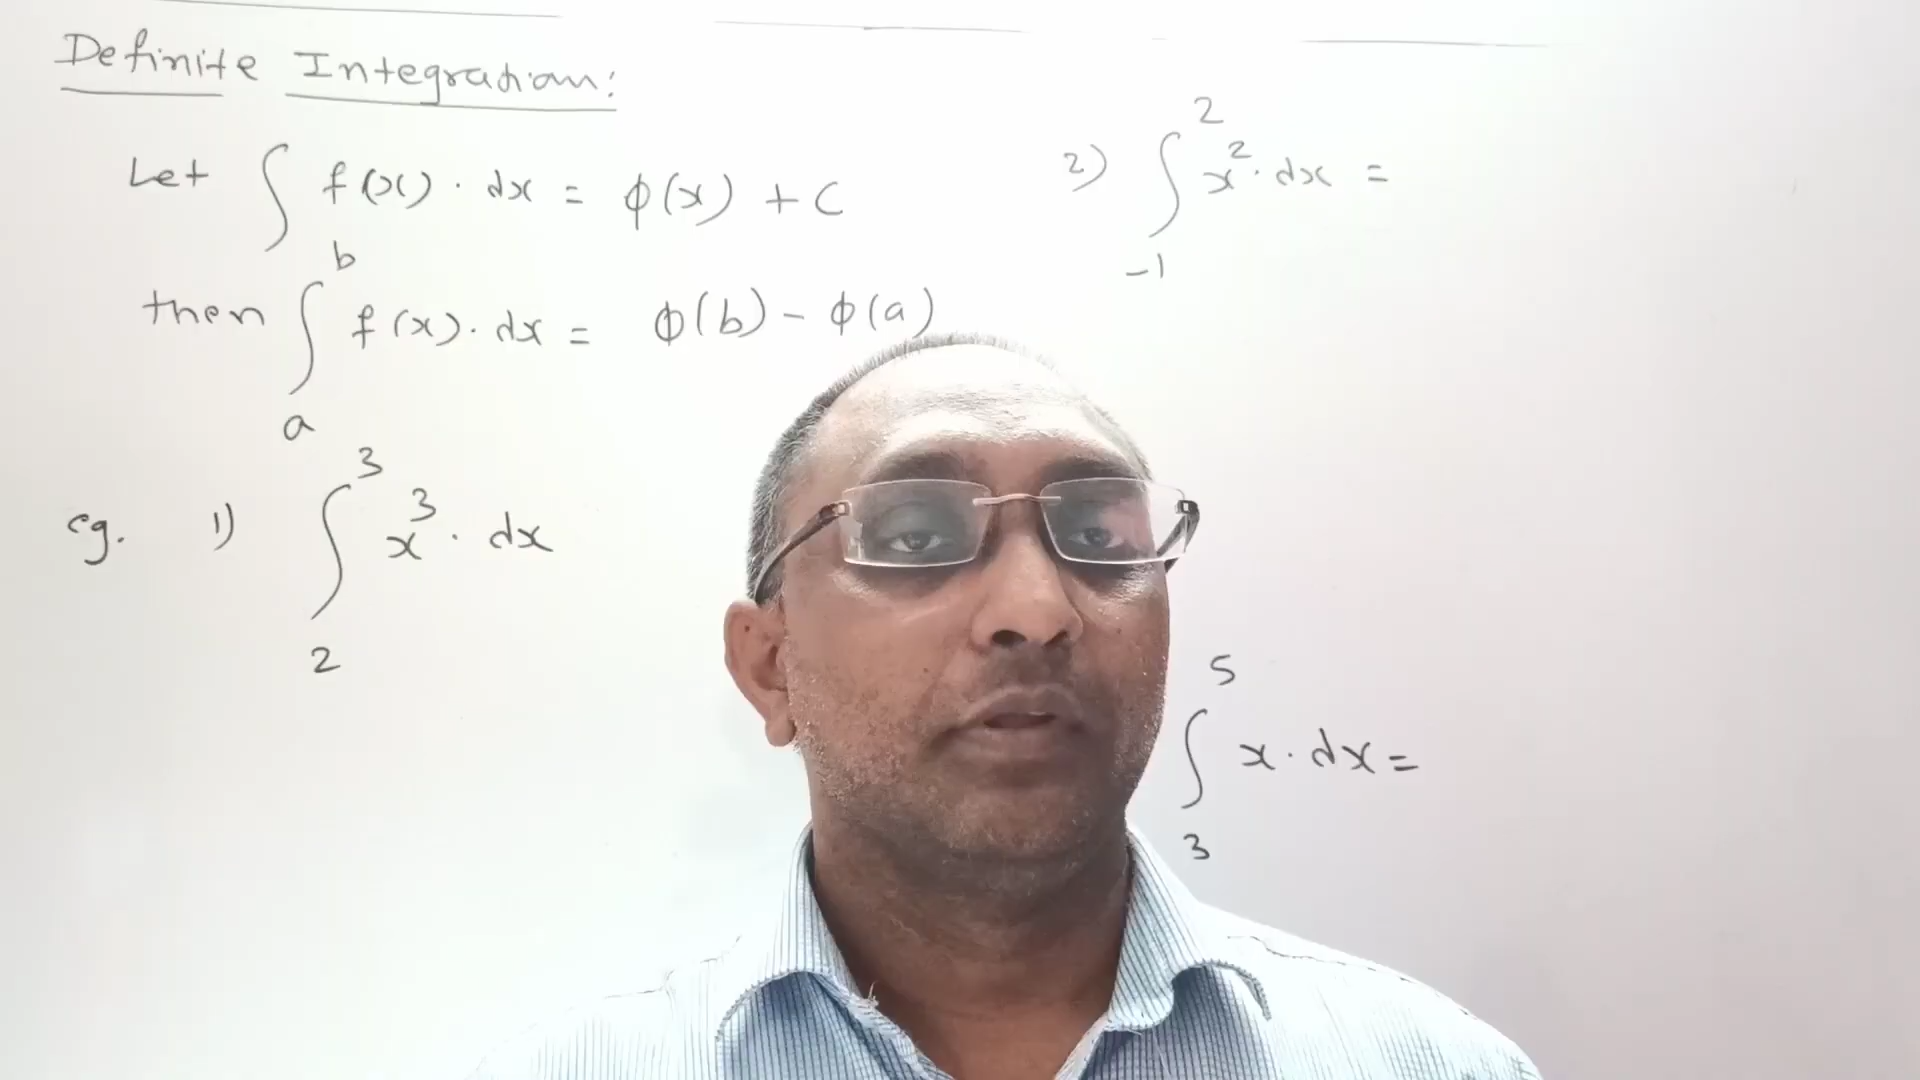 Definite Integration:
Let ∫ f(x) · dx = ϕ(x) + C
then ∫_a^b f(x) · dx = ϕ(b) - ϕ(a)
eg. 1) ∫_2^3 x^3 · dx
2) ∫_{-1}^2 x^2 · dx =
∫_3^5 x · dx =